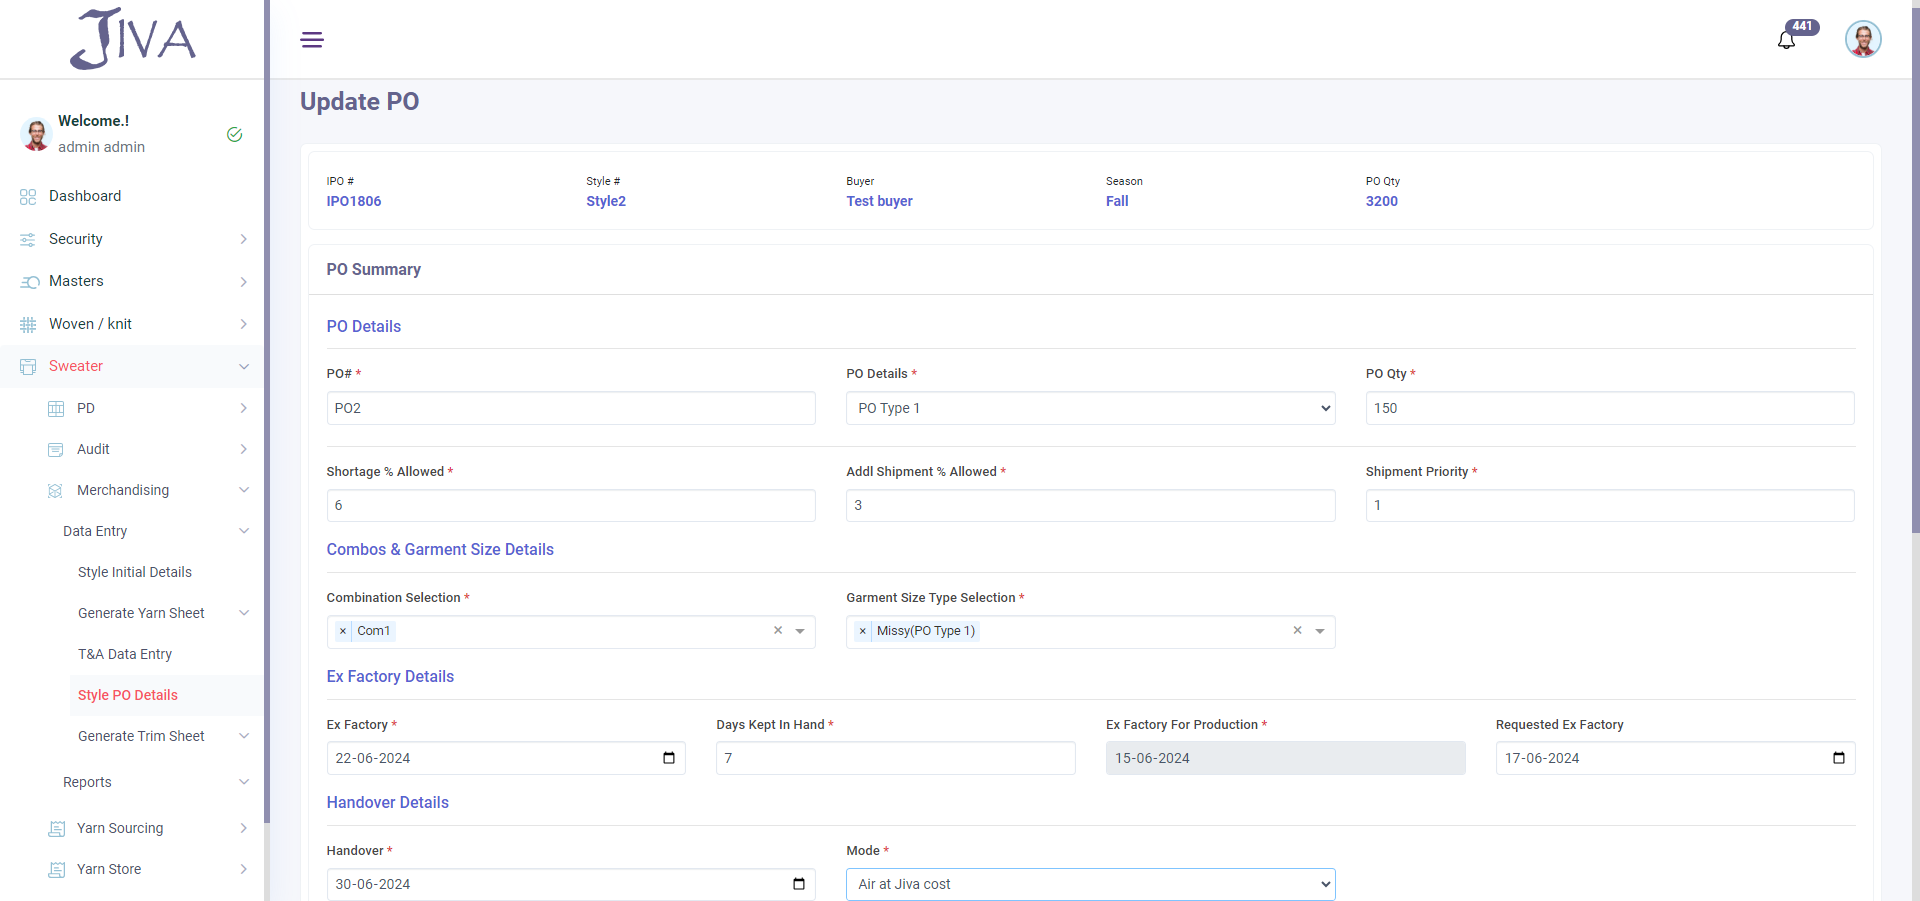 JIVA
441
Welcome.!
admin admin
Dashboard
Security
Masters
Woven / knit
Sweater
PD
Audit
Merchandising
Data Entry
Style Initial Details
Generate Yarn Sheet
T&A Data Entry
Style PO Details
Generate Trim Sheet
Reports
Yarn Sourcing
Yarn Store
Update PO
IPO # Style # Buyer Season PO Qty
IPO1806 Style2 Test buyer Fall 3200
PO Summary
PO Details
PO# * PO Details * PO Qty *
PO2 PO Type 1 150
Shortage % Allowed * Addl Shipment % Allowed * Shipment Priority *
6 3 1
Combos & Garment Size Details
Combination Selection * Garment Size Type Selection *
× Com1 × × Missy(PO Type 1) ×
Ex Factory Details
Ex Factory * Days Kept In Hand * Ex Factory For Production * Requested Ex Factory
22-06-2024 7 15-06-2024 17-06-2024
Handover Details
Handover * Mode *
30-06-2024 Air at Jiva cost